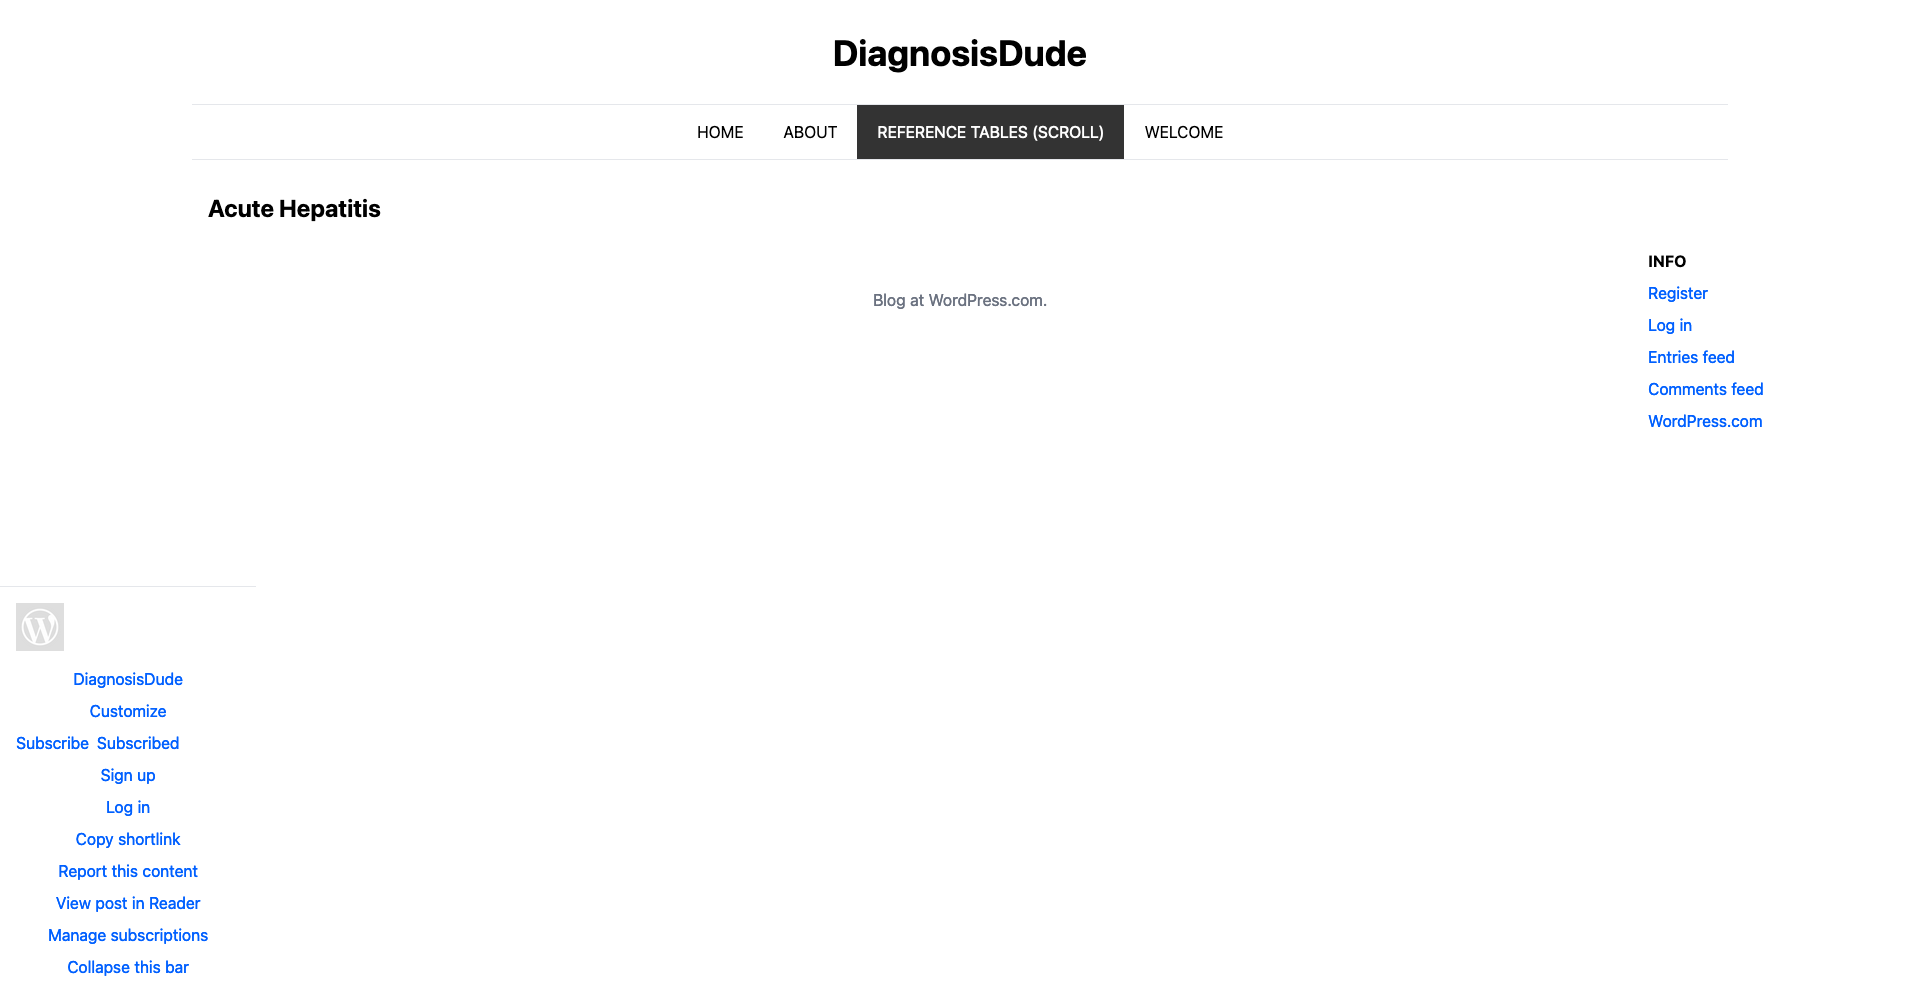 DiagnosisDude
HOME ABOUT REFERENCE TABLES (SCROLL) WELCOME
Acute Hepatitis
INFO
Register
Log in
Entries feed
Comments feed
WordPress.com
Blog at WordPress.com.
DiagnosisDude
Customize
Subscribe Subscribed
Sign up
Log in
Copy shortlink
Report this content
View post in Reader
Manage subscriptions
Collapse this bar